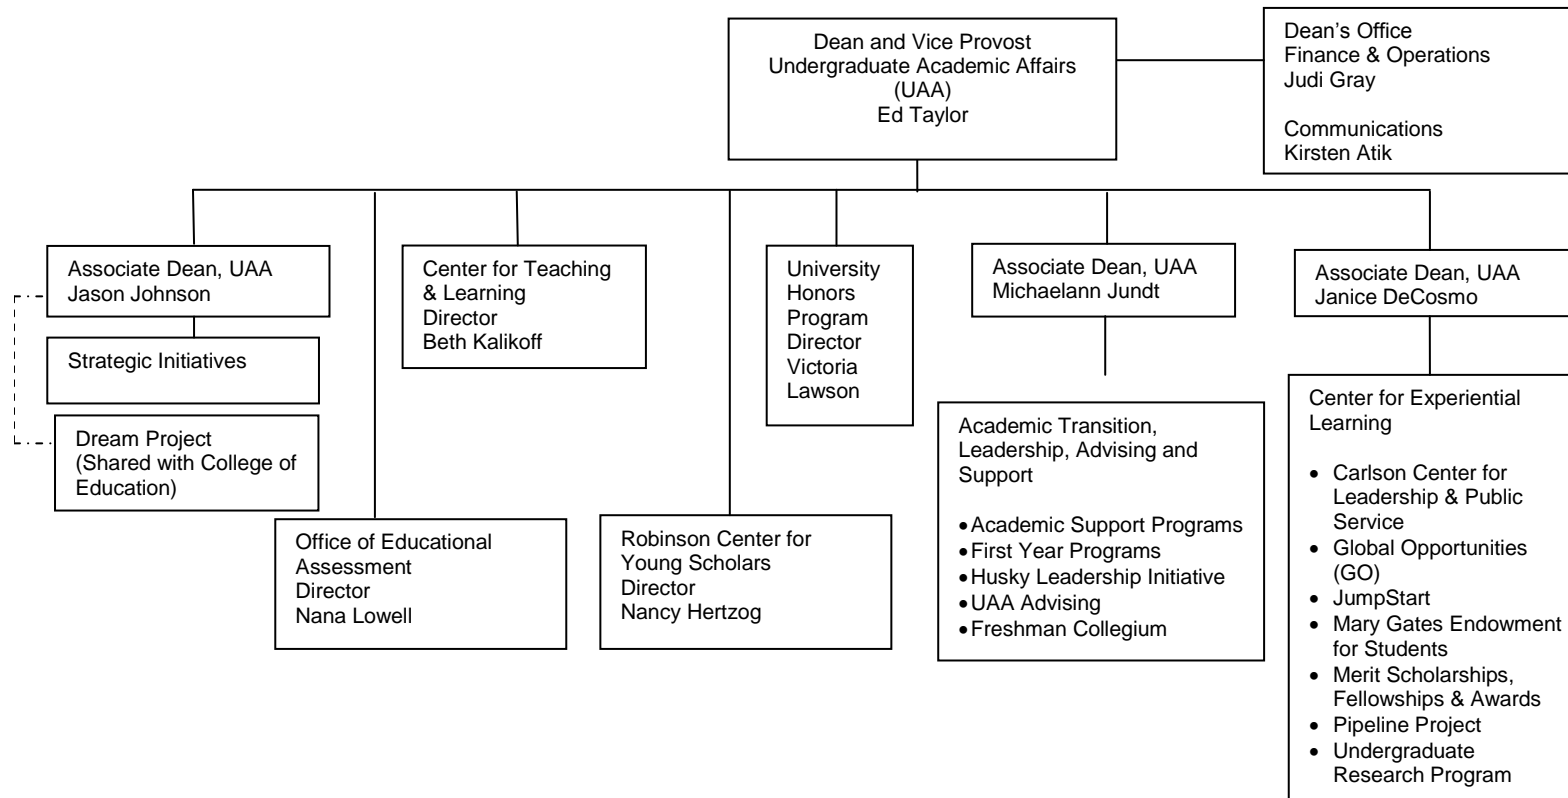 Dean and Vice Provost
Undergraduate Academic Affairs
(UAA)
Ed Taylor
Dean’s Office
Finance & Operations
Judi Gray
Communications
Kirsten Atik
Associate Dean, UAA
Jason Johnson
Strategic Initiatives
Dream Project
(Shared with College of
Education)
Office of Educational
Assessment
Director
Nana Lowell
Center for Teaching
& Learning
Director
Beth Kalikoff
Robinson Center for
Young Scholars
Director
Nancy Hertzog
University
Honors
Program
Director
Victoria
Lawson
Associate Dean, UAA
Michaelann Jundt
Academic Transition,
Leadership, Advising and
Support
•Academic Support Programs
•First Year Programs
•Husky Leadership Initiative
•UAA Advising
•Freshman Collegium
Associate Dean, UAA
Janice DeCosmo
Center for Experiential
Learning
• Carlson Center for
Leadership & Public
Service
• Global Opportunities
(GO)
• JumpStart
• Mary Gates Endowment
for Students
• Merit Scholarships,
Fellowships & Awards
• Pipeline Project
• Undergraduate
Research Program